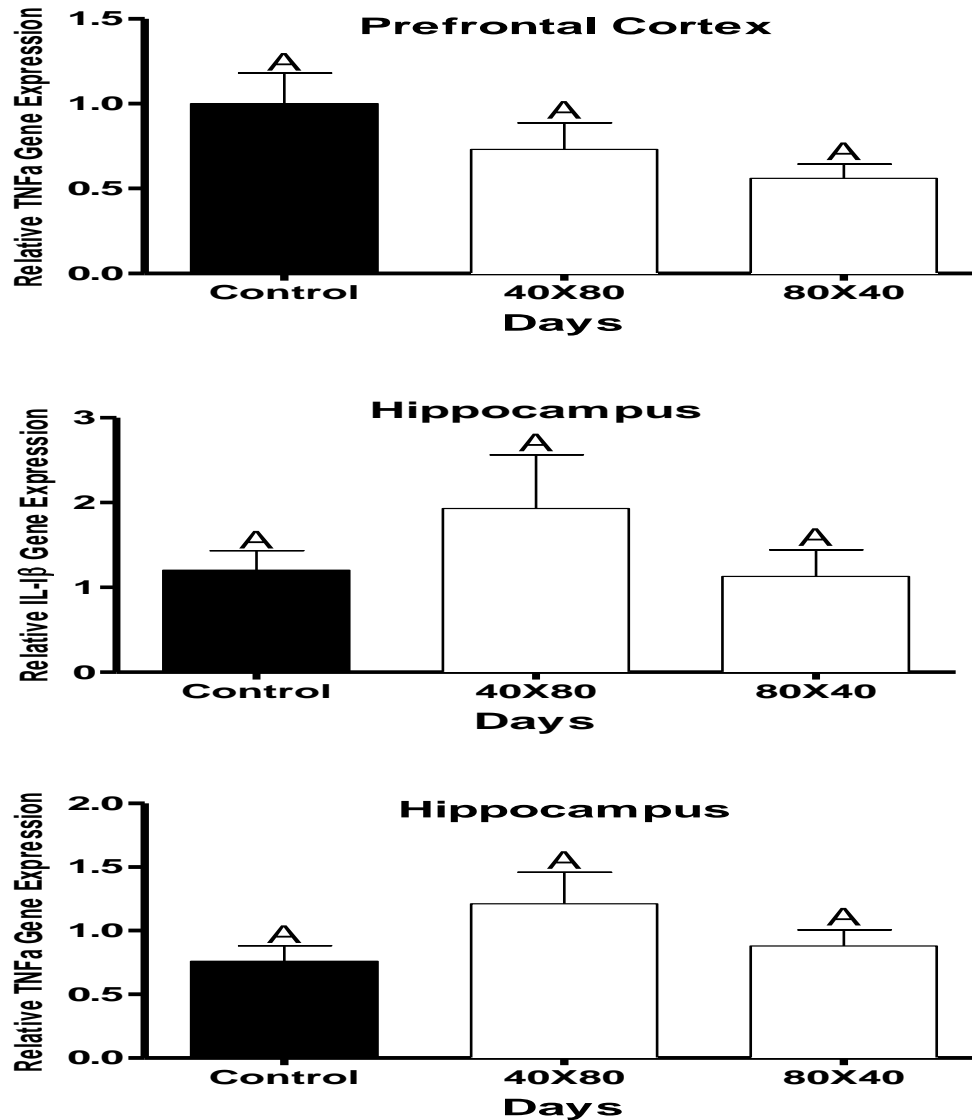 Prefrontal Cortex
Relative TNFa Gene Expression
1.5
1.0
0.5
0.0
A
A
A
Control
40X80
80X40
Days
Hippocampus
Relative IL-Iβ Gene Expression
3
2
1
0
A
A
A
Control
40X80
80X40
Days
Hippocampus
Relative TNFa Gene Expression
2.0
1.5
1.0
0.5
0.0
A
A
A
Control
40X80
80X40
Days